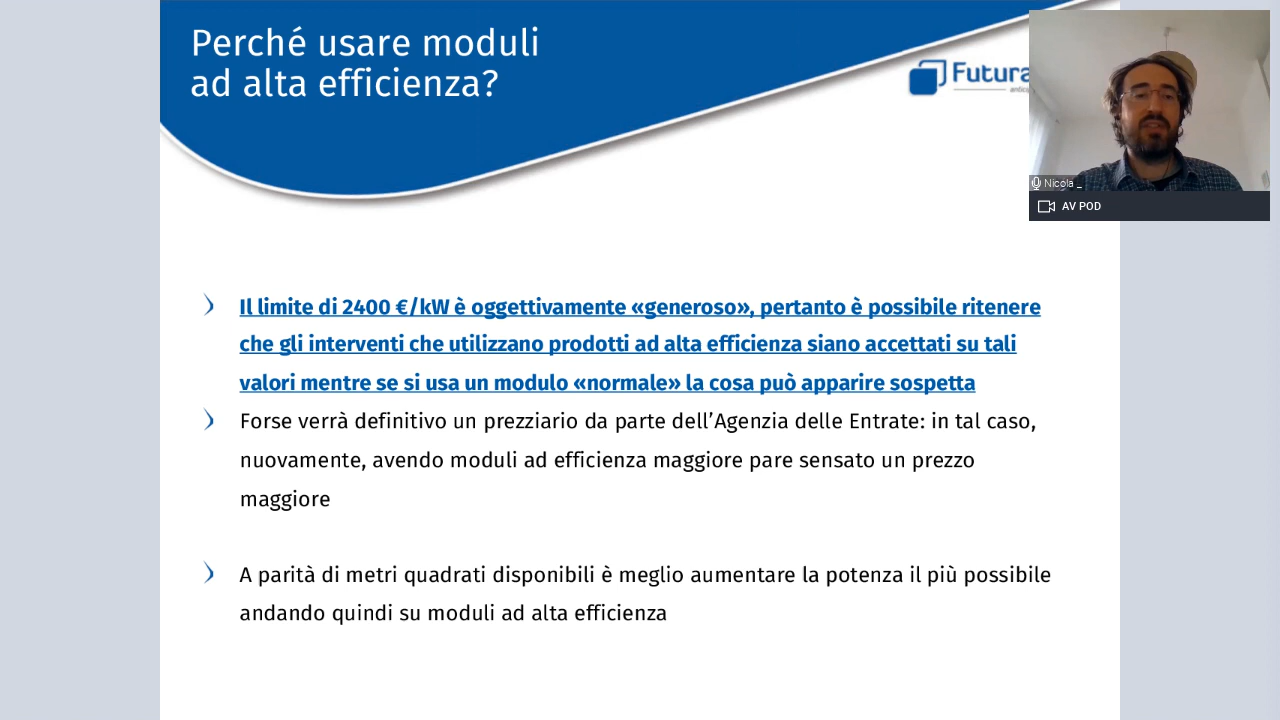 Perché usare moduli
ad alta efficienza?
Futura
Nicola _
AV POD
Il limite di 2400 €/kW è oggettivamente «generoso», pertanto è possibile ritenere
che gli interventi che utilizzano prodotti ad alta efficienza siano accettati su tali
valori mentre se si usa un modulo «normale» la cosa può apparire sospetta
Forse verrà definitivo un prezziario da parte dell’Agenzia delle Entrate: in tal caso,
nuovamente, avendo moduli ad efficienza maggiore pare sensato un prezzo
maggiore
A parità di metri quadrati disponibili è meglio aumentare la potenza il più possibile
andando quindi su moduli ad alta efficienza